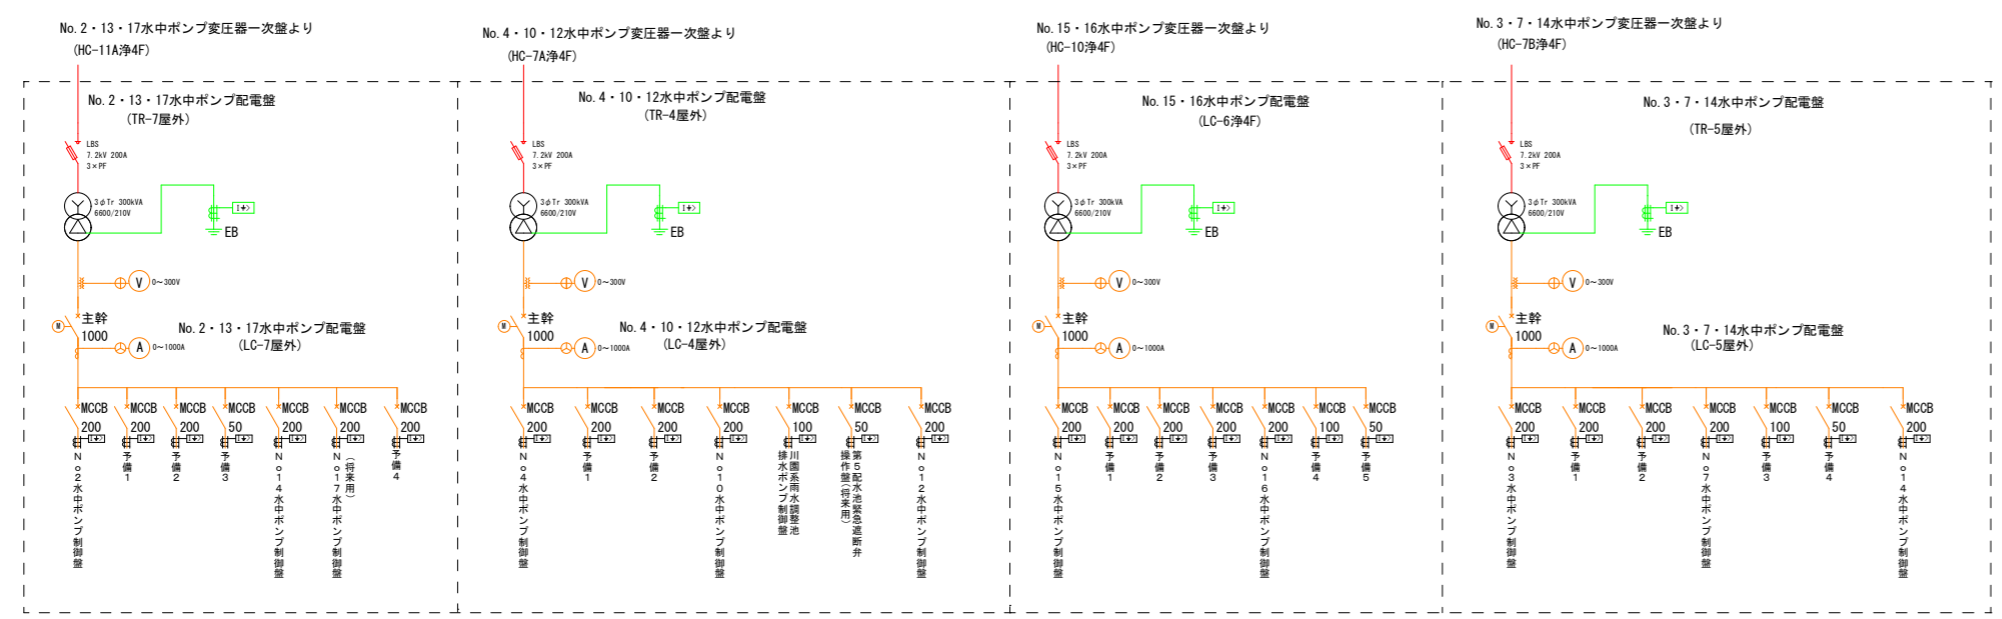 No.2・13・17水中ポンプ変圧器一次盤より
(HC-11A浄4F)
No.2・13・17水中ポンプ配電盤
(TR-7屋外)
LBS
7.2kV 200A
3×PF
3φTr 300kVA
6600/210V
I⏚>
EB
V
0～300V
M
主幹
1000
A
0～1000A
No.2・13・17水中ポンプ配電盤
(LC-7屋外)
MCCB
200
No2水中ポンプ制御盤
MCCB
200
予備1
MCCB
200
予備2
MCCB
50
予備3
MCCB
200
No14水中ポンプ制御盤
MCCB
200
(将来用)
No17水中ポンプ制御盤
MCCB
200
予備4
No.4・10・12水中ポンプ変圧器一次盤より
(HC-7A浄4F)
No.4・10・12水中ポンプ配電盤
(TR-4屋外)
LBS
7.2kV 200A
3×PF
3φTr 300kVA
6600/210V
I⏚>
EB
V
0～300V
M
主幹
1000
A
0～1000A
No.4・10・12水中ポンプ配電盤
(LC-4屋外)
MCCB
200
No4水中ポンプ制御盤
MCCB
200
予備1
MCCB
200
予備2
MCCB
200
No10水中ポンプ制御盤
MCCB
100
川園系雨水調整池
排水ポンプ制御盤
MCCB
50
第5配水池緊急遮断弁
操作盤(将来用)
MCCB
200
No12水中ポンプ制御盤
No.15・16水中ポンプ変圧器一次盤より
(HC-10浄4F)
No.15・16水中ポンプ配電盤
(LC-6浄4F)
LBS
7.2kV 200A
3×PF
3φTr 300kVA
6600/210V
I⏚>
EB
V
0～300V
M
主幹
1000
A
0～1000A
MCCB
200
No15水中ポンプ制御盤
MCCB
200
予備1
MCCB
200
予備2
MCCB
200
予備3
MCCB
200
No16水中ポンプ制御盤
MCCB
100
予備4
MCCB
50
予備5
No.3・7・14水中ポンプ変圧器一次盤より
(HC-7B浄4F)
No.3・7・14水中ポンプ配電盤
(TR-5屋外)
LBS
7.2kV 200A
3×PF
3φTr 300kVA
6600/210V
I⏚>
EB
V
0～300V
M
主幹
1000
A
0～1000A
No.3・7・14水中ポンプ配電盤
(LC-5屋外)
MCCB
200
No3水中ポンプ制御盤
MCCB
200
予備1
MCCB
200
予備2
MCCB
200
No7水中ポンプ制御盤
MCCB
100
予備3
MCCB
50
予備4
MCCB
200
No14水中ポンプ制御盤